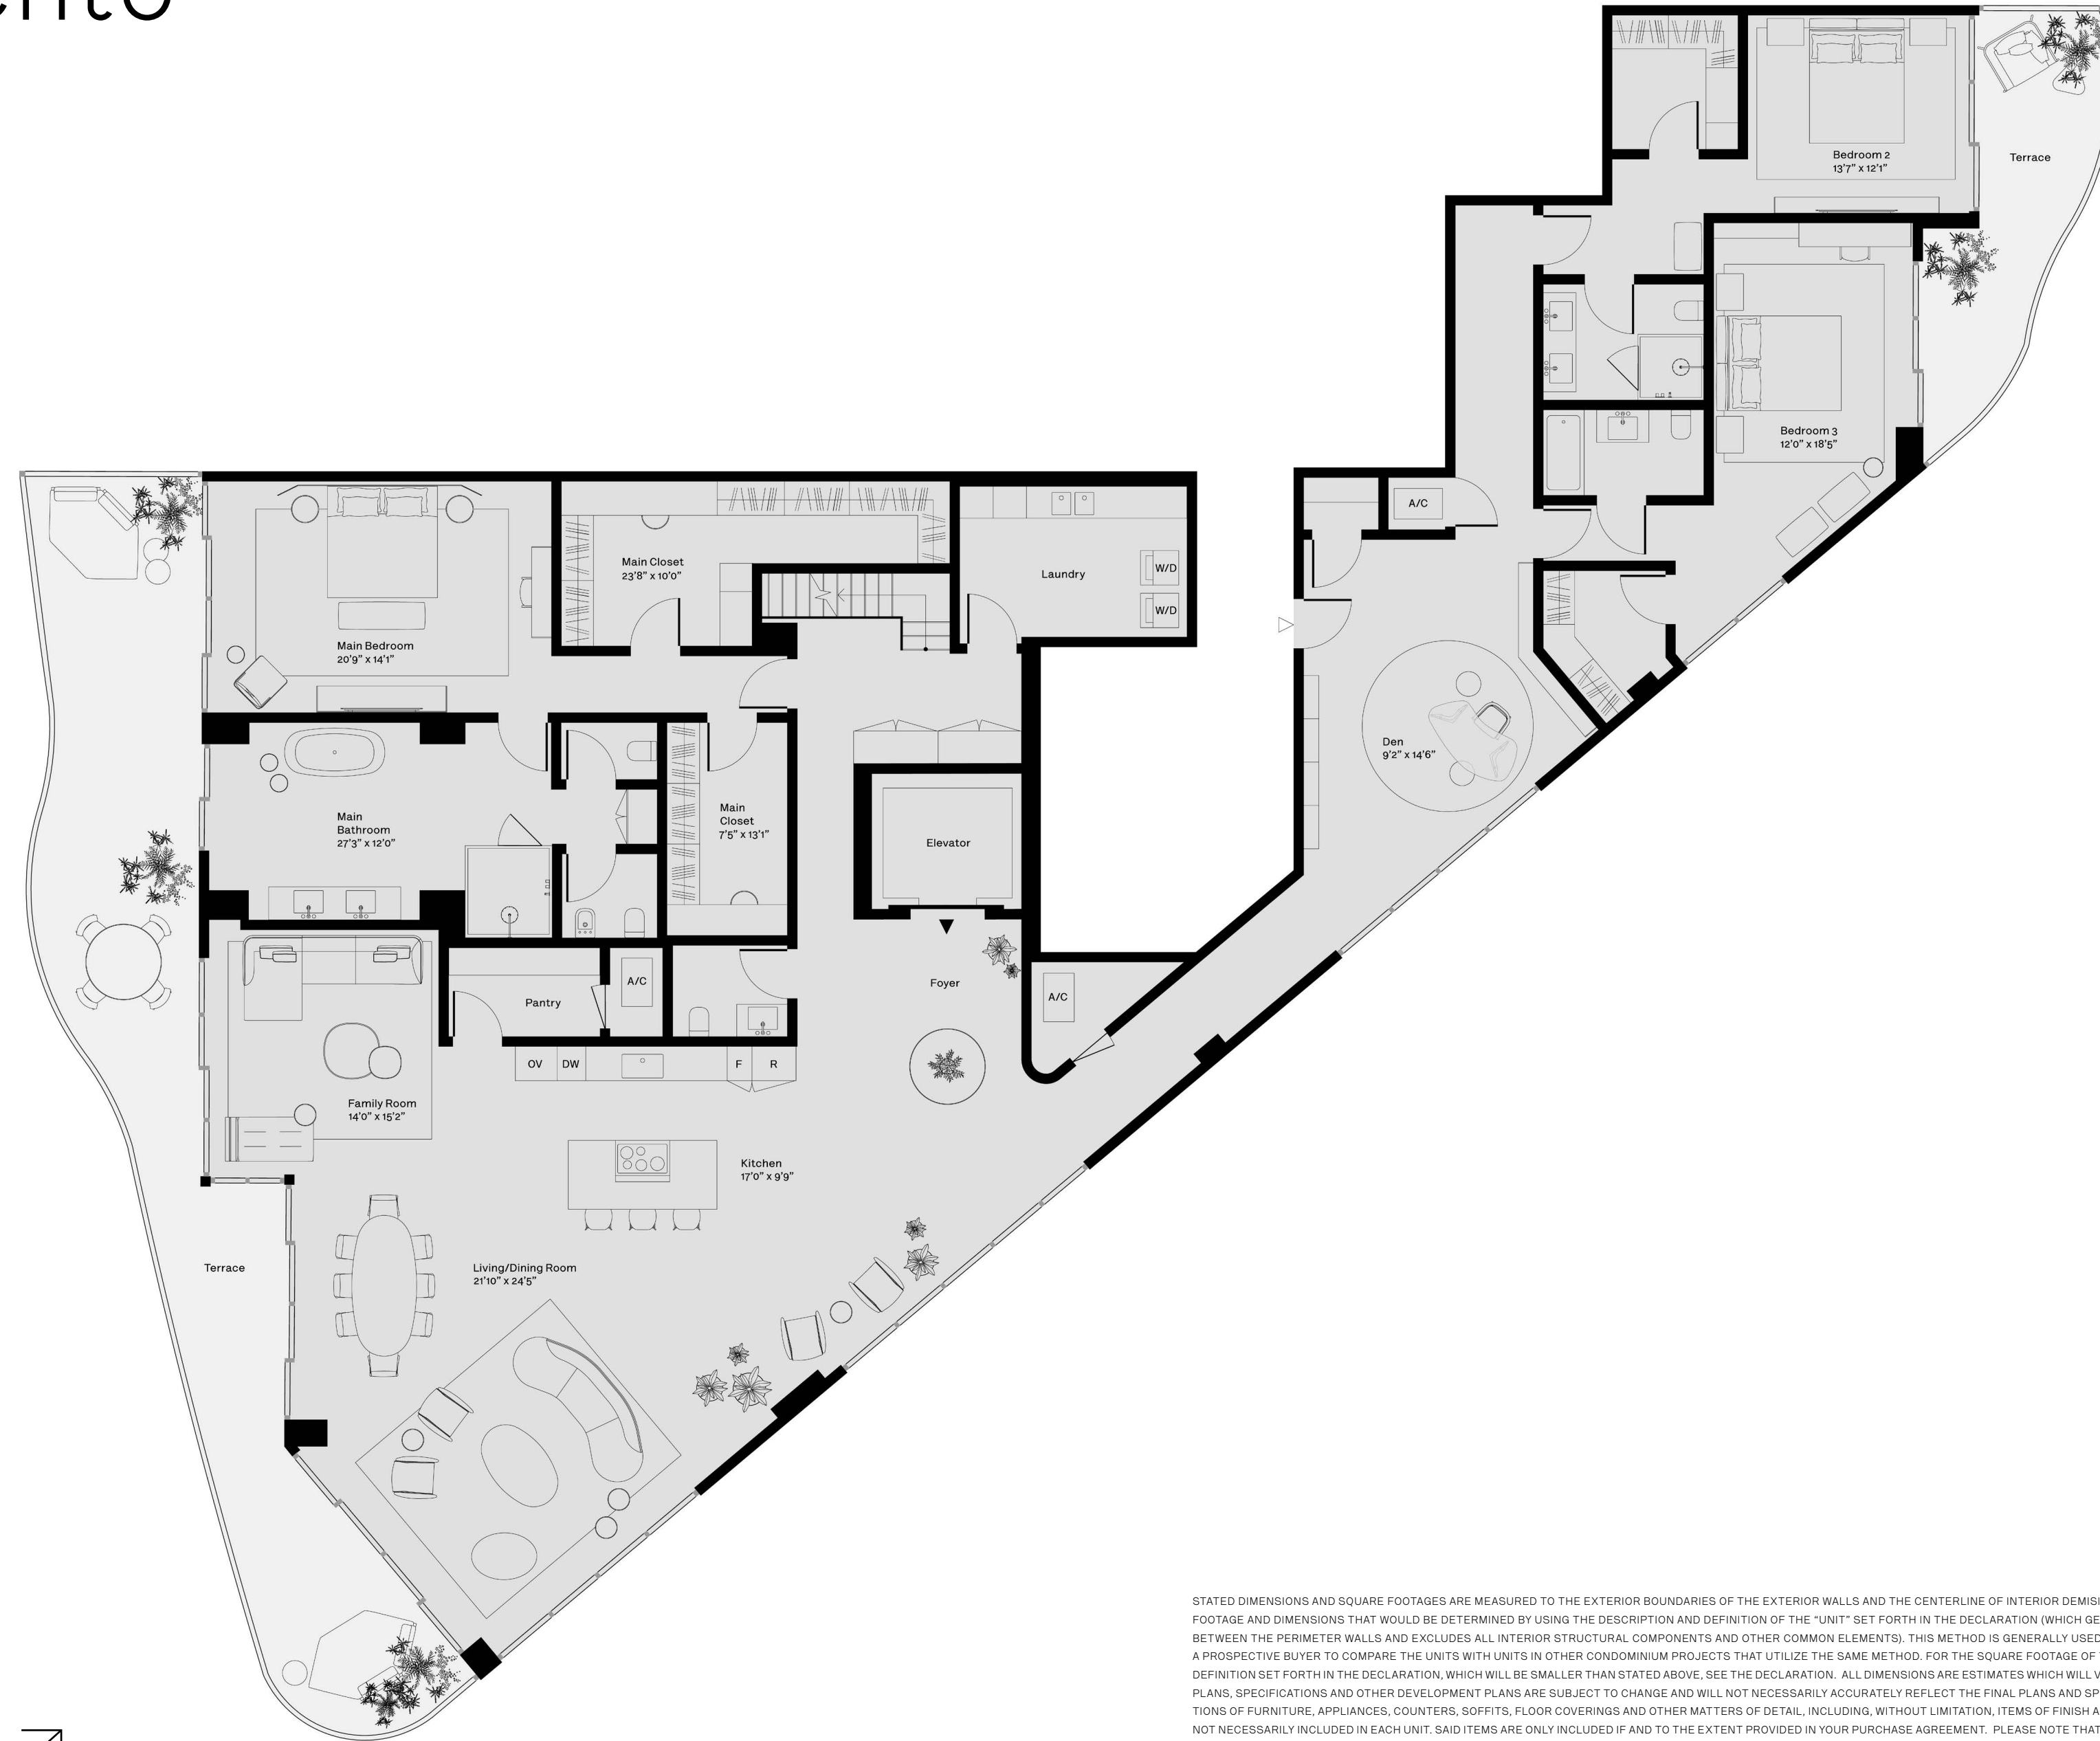 Bedroom 2
13'7" x 12'1"
Terrace
Bedroom 3
12'0" x 18'5"
A/C
Main Closet
23'8" x 10'0"
Laundry
W/D
W/D
Main Bedroom
20'9" x 14'1"
Den
9'2" x 14'6"
Main
Bathroom
27'3" x 12'0"
Main
Closet
7'5" x 13'1"
Elevator
Foyer
Pantry
A/C
A/C
OV
DW
F
R
Family Room
14'0" x 15'2"
Kitchen
17'0" x 9'9"
Terrace
Living/Dining Room
21'10" x 24'5"
STATED DIMENSIONS AND SQUARE FOOTAGES ARE MEASURED TO THE EXTERIOR BOUNDARIES OF THE EXTERIOR WALLS AND THE CENTERLINE OF INTERIOR
FOOTAGE AND DIMENSIONS THAT WOULD BE DETERMINED BY USING THE DESCRIPTION AND DEFINITION OF THE “UNIT” SET FORTH IN THE DECLARATION (WHICH
BETWEEN THE PERIMETER WALLS AND EXCLUDES ALL INTERIOR STRUCTURAL COMPONENTS AND OTHER COMMON ELEMENTS). THIS METHOD IS GENERALLY USED
A PROSPECTIVE BUYER TO COMPARE THE UNITS WITH UNITS IN OTHER CONDOMINIUM PROJECTS THAT UTILIZE THE SAME METHOD. FOR THE SQUARE FOOTAGE OF
DEFINITION SET FORTH IN THE DECLARATION, WHICH WILL BE SMALLER THAN STATED ABOVE, SEE THE DECLARATION. ALL DIMENSIONS ARE ESTIMATES WHICH WILL
PLANS, SPECIFICATIONS AND OTHER DEVELOPMENT PLANS ARE SUBJECT TO CHANGE AND WILL NOT NECESSARILY ACCURATELY REFLECT THE FINAL PLANS AND
TIONS OF FURNITURE, APPLIANCES, COUNTERS, SOFFITS, FLOOR COVERINGS AND OTHER MATTERS OF DETAIL, INCLUDING, WITHOUT LIMITATION, ITEMS OF FINISH
NOT NECESSARILY INCLUDED IN EACH UNIT. SAID ITEMS ARE ONLY INCLUDED IF AND TO THE EXTENT PROVIDED IN YOUR PURCHASE AGREEMENT. PLEASE NOTE THAT